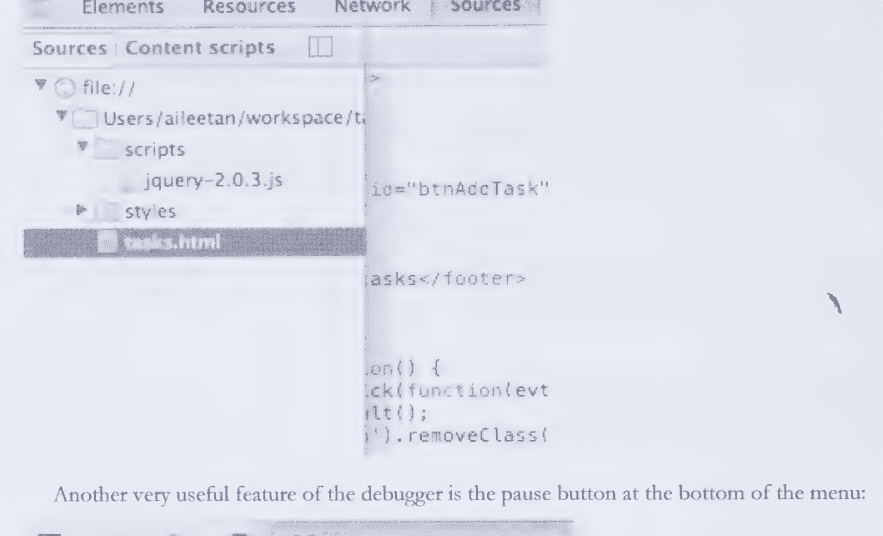 Elements Resources Network Sources
Sources Content scripts
file://
>
Users/aileetan/workspace/t
scripts
jquery-2.0.3.js
id="btnAddTask"
styles
tasks.html
asks</footer>
on() {
ck(function(evt
lt();
').removeClass(
Another very useful feature of the debugger is the pause button at the bottom of the menu: